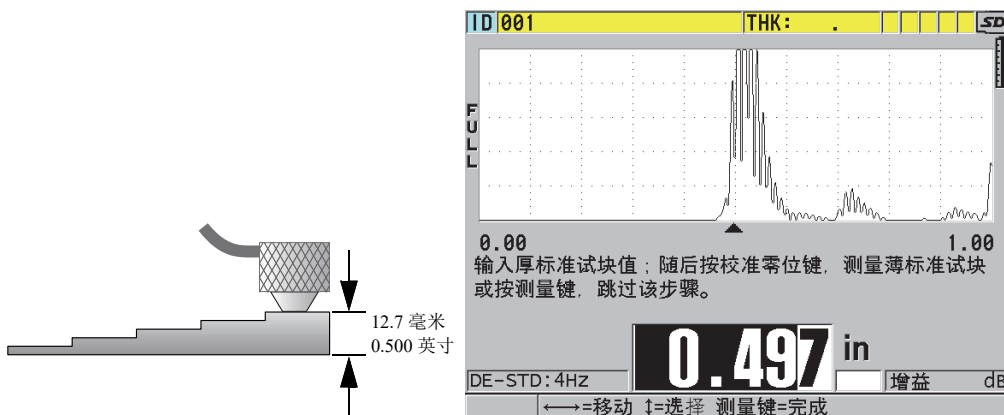 12.7 毫米
0.500 英寸
ID 001 THK: . SD
FULL
0.00 1.00
输入厚标准试块值；随后按校准零位键，测量薄标准试块
或按测量键，跳过该步骤。
0.497 in
DE-STD:4HZ 增益 dB
←→=移动 ↕=选择 测量键=完成